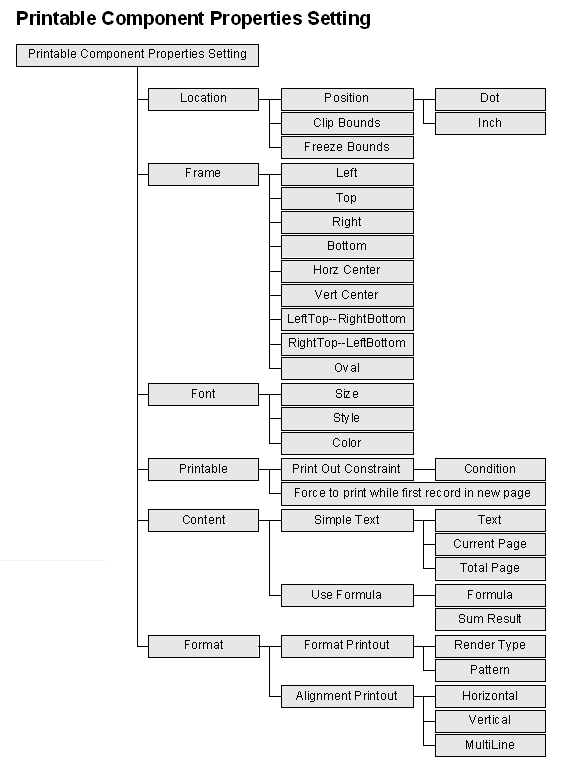 Printable Component Properties Setting
Printable Component Properties Setting
Location
Position
Dot
Clip Bounds
Inch
Freeze Bounds
Frame
Left
Top
Right
Bottom
Horz Center
Vert Center
LeftTop--RightBottom
RightTop--LeftBottom
Oval
Font
Size
Style
Color
Printable
Print Out Constraint
Condition
Force to print while first record in new page
Content
Simple Text
Text
Current Page
Total Page
Use Formula
Formula
Sum Result
Format
Format Printout
Render Type
Pattern
Alignment Printout
Horizontal
Vertical
MultiLine